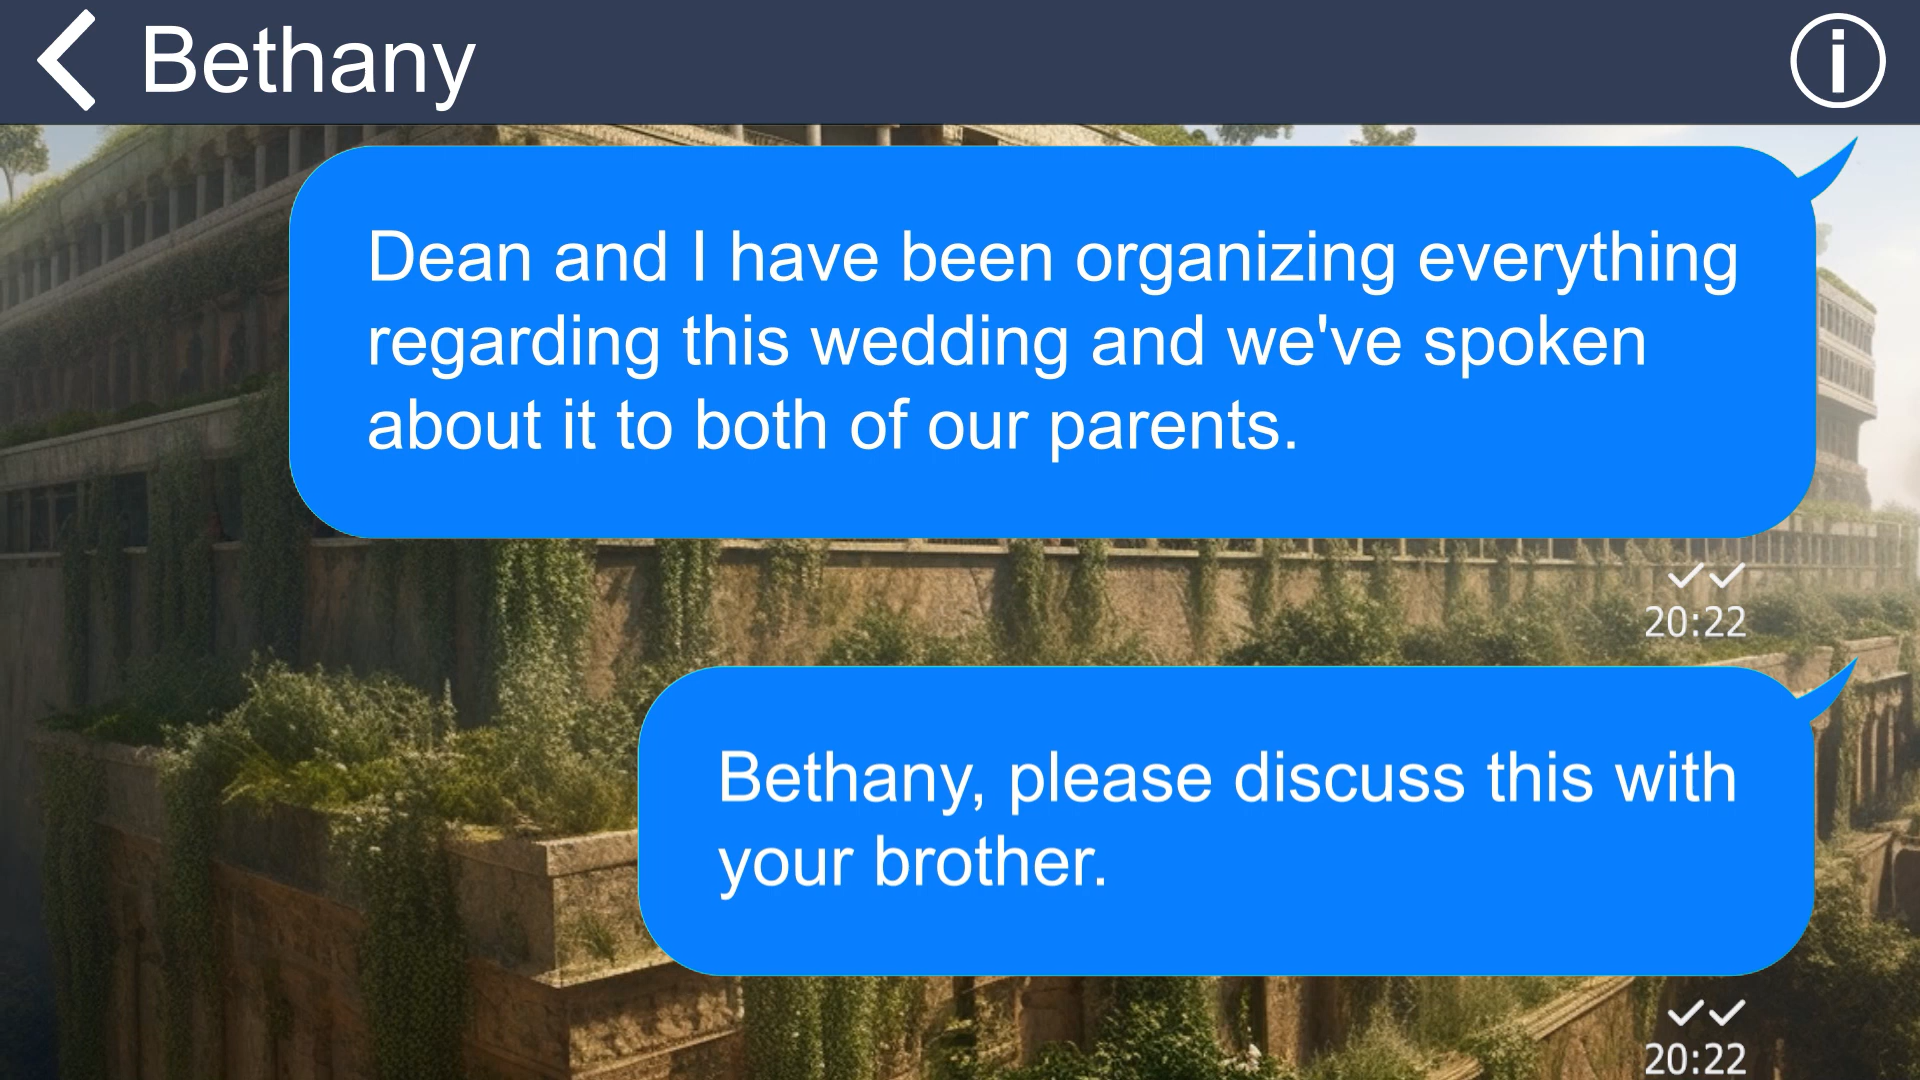 Bethany
Dean and I have been organizing everything
regarding this wedding and we've spoken
about it to both of our parents.
20:22
Bethany, please discuss this with
your brother.
20:22